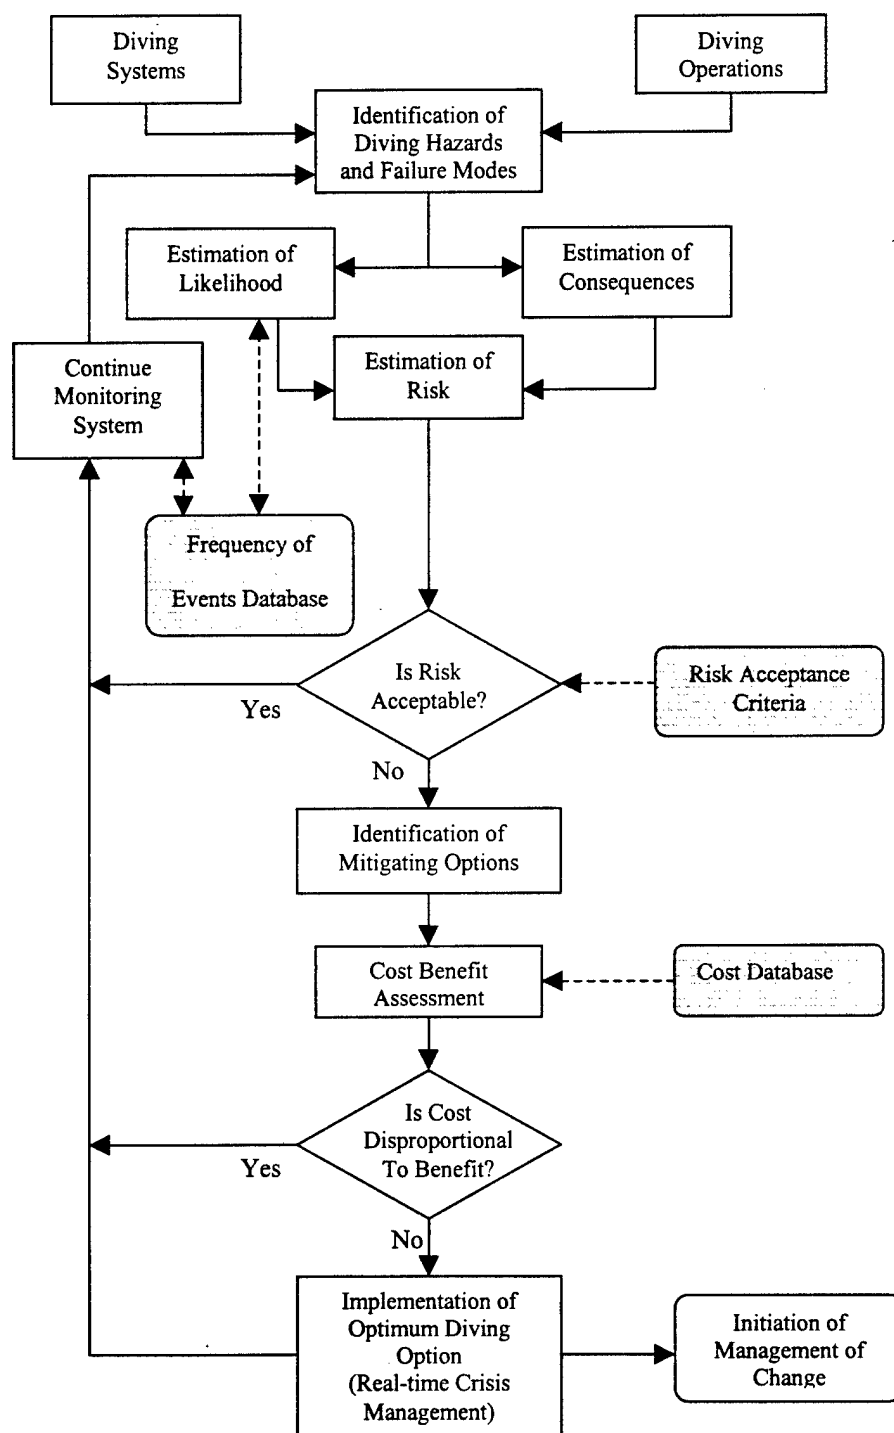 Diving
Systems
Diving
Operations
Identification of
Diving Hazards
and Failure Modes
Estimation of
Likelihood
Estimation of
Consequences
Continue
Monitoring
System
Estimation of
Risk
Frequency of
Events Database
Is Risk
Acceptable?
Risk Acceptance
Criteria
Yes
No
Identification of
Mitigating Options
Cost Benefit
Assessment
Cost Database
Is Cost
Disproportional
To Benefit?
Yes
No
Implementation of
Optimum Diving
Option
(Real-time Crisis
Management)
Initiation of
Management of
Change